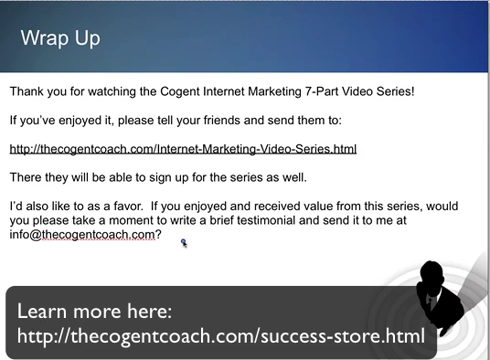 Wrap Up
Thank you for watching the Cogent Internet Marketing 7-Part Video Series!
If you've enjoyed it, please tell your friends and send them to:
http://thecogentcoach.com/Internet-Marketing-Video-Series.html
There they will be able to sign up for the series as well.
I'd also like to as a favor.  If you enjoyed and received value from this series, would
you please take a moment to write a brief testimonial and send it to me at
info@thecogentcoach.com?
Learn more here:
http://thecogentcoach.com/success-store.html